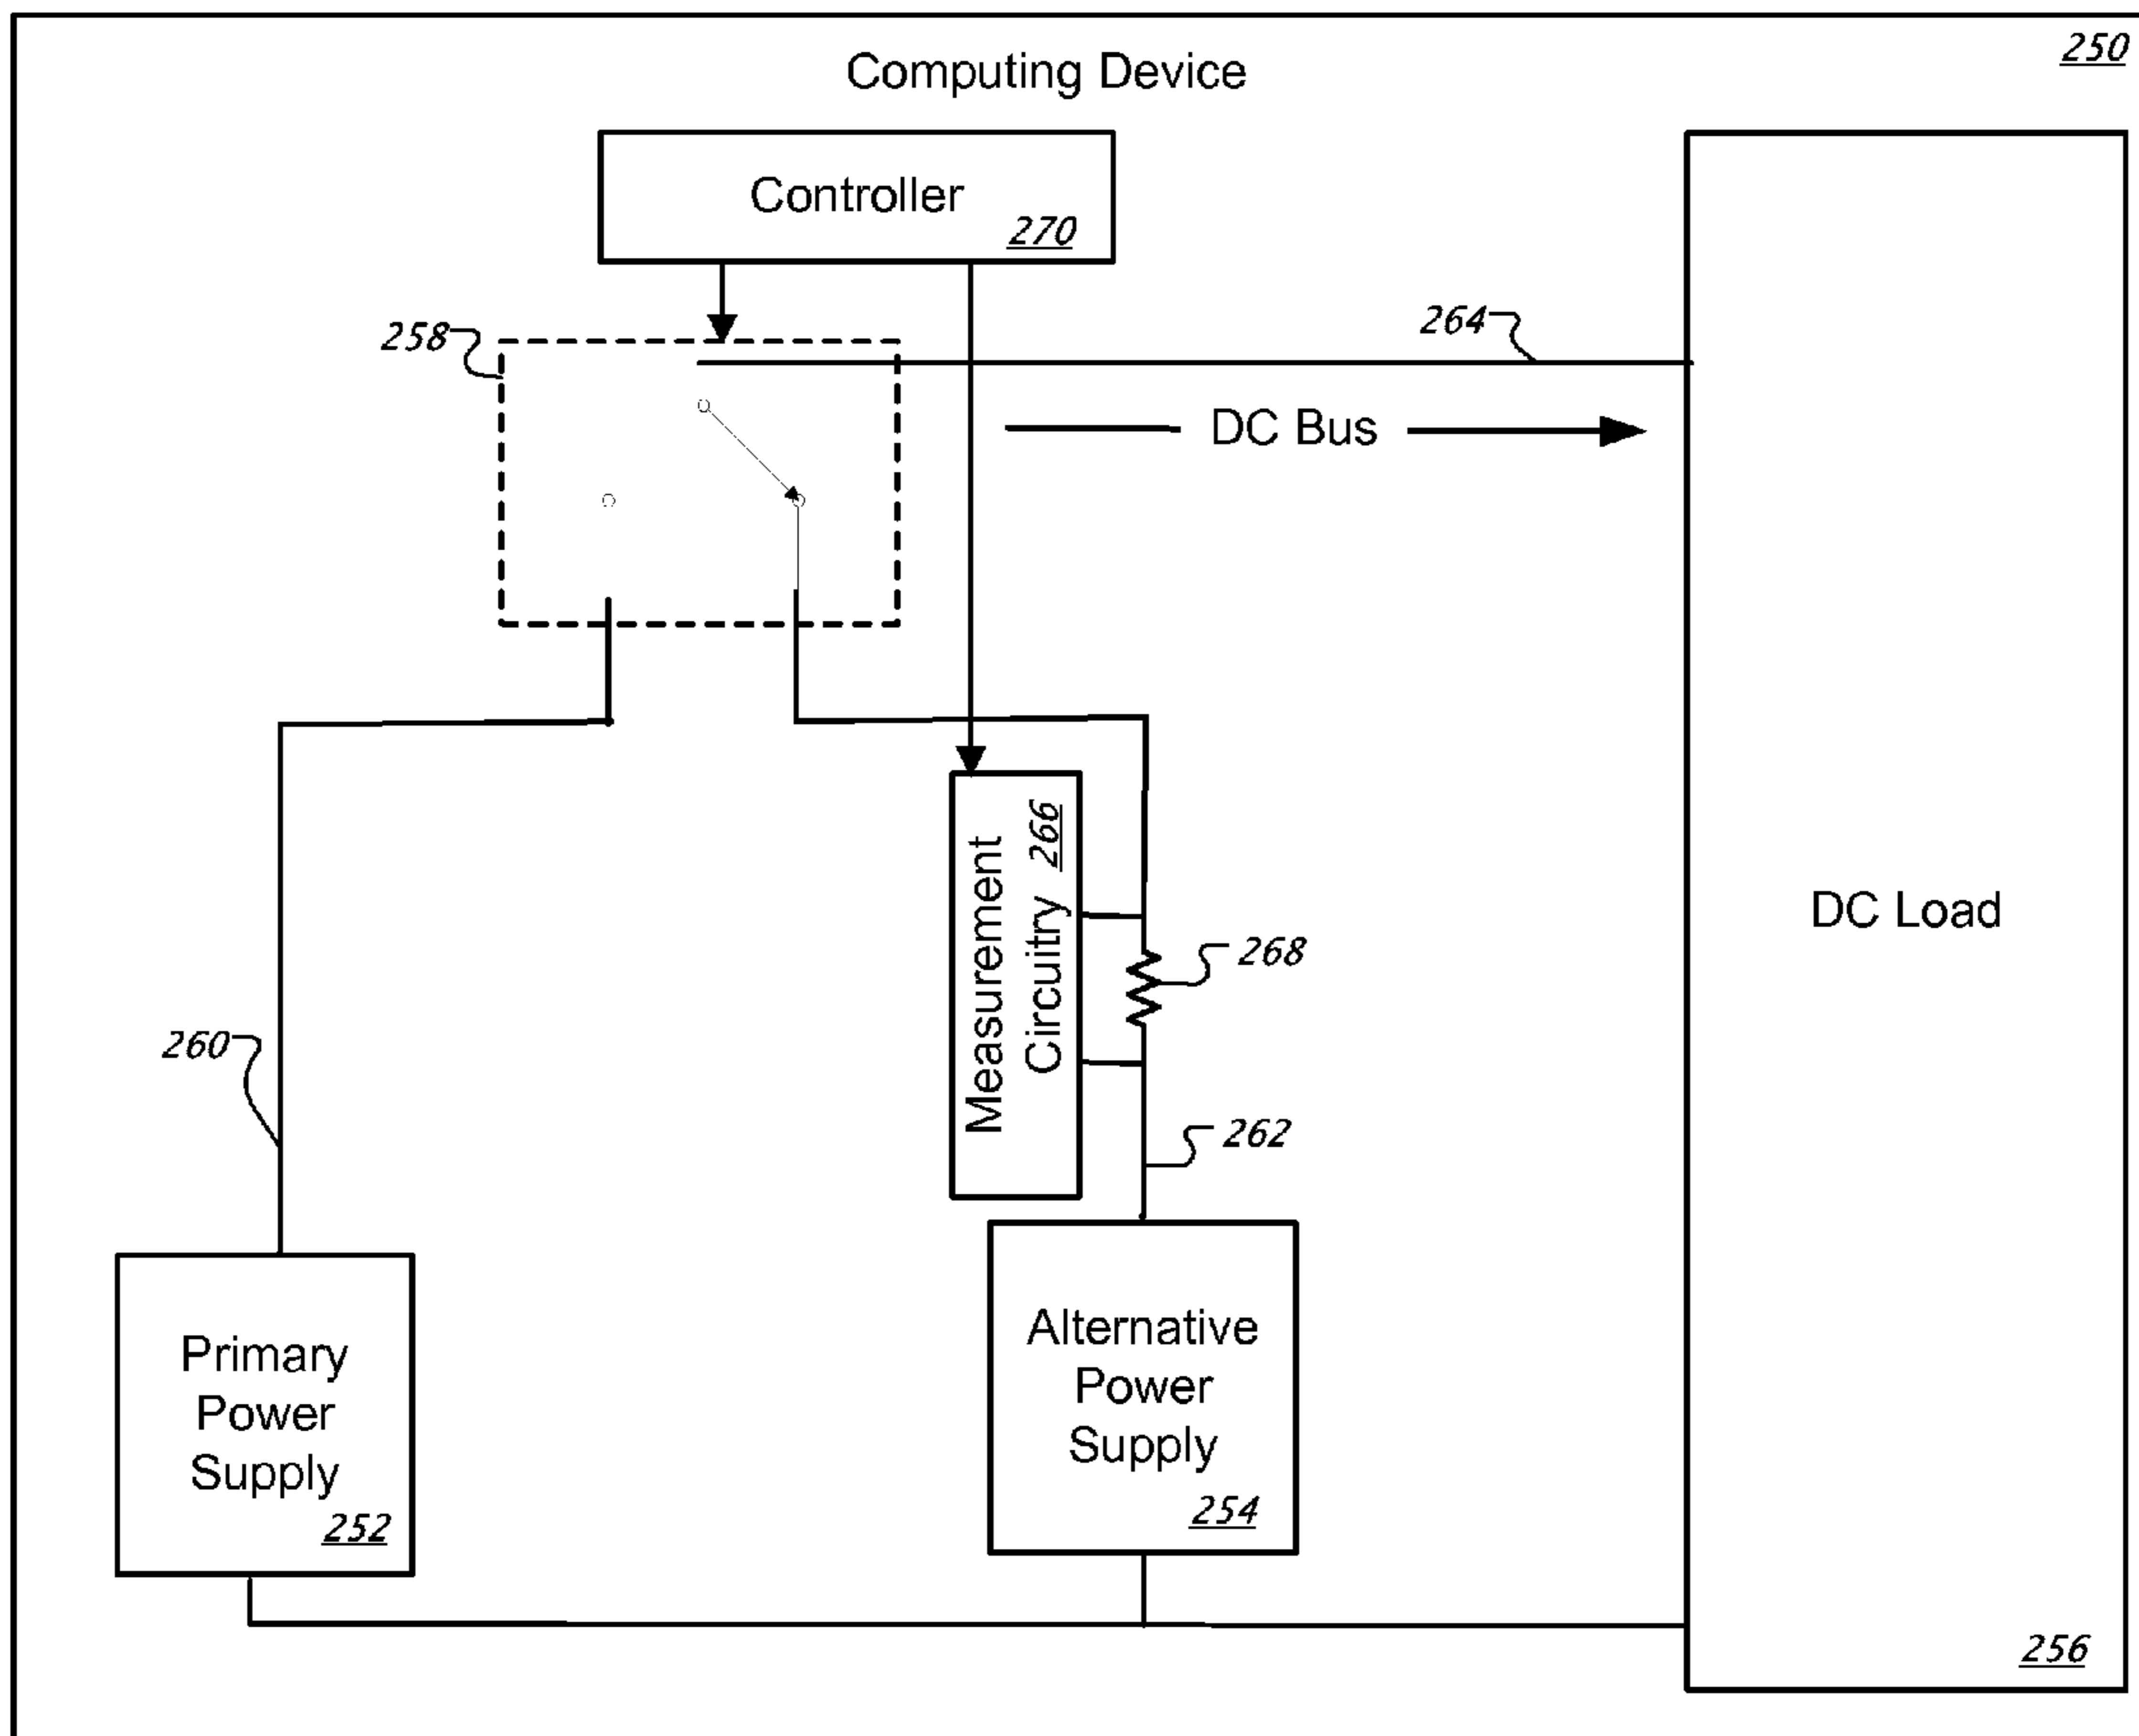 250
Computing Device
Controller
270
258
264
DC Bus
Measurement
Circuitry 266
DC Load
268
260
262
Primary
Power
Supply
252
Alternative
Power
Supply
254
256